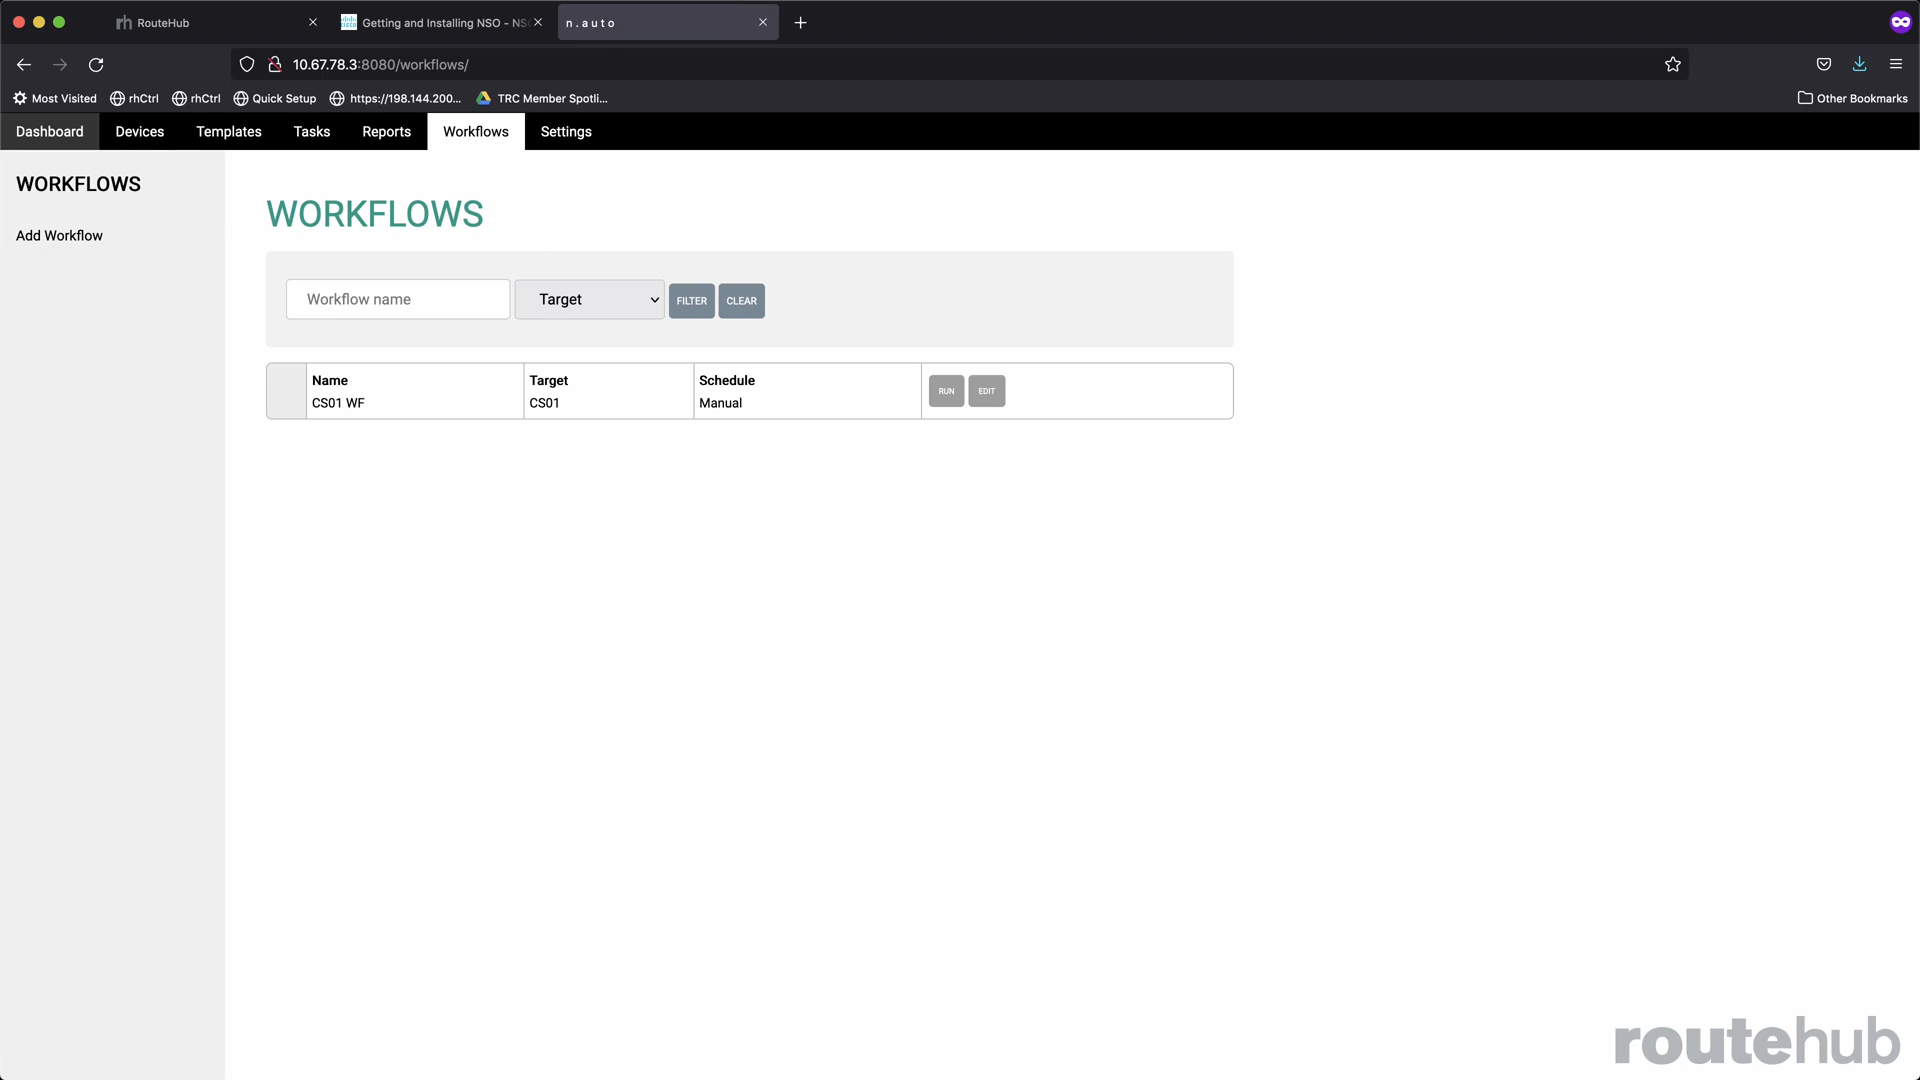 RouteHub
Getting and Installing NSO - NS
n.auto
10.67.78.3:8080/workflows/
Most Visited
rhCtrl
rhCtrl
Quick Setup
https://198.144.200...
TRC Member Spotli...
Other Bookmarks
Dashboard
Devices
Templates
Tasks
Reports
Workflows
Settings
WORKFLOWS
Add Workflow
WORKFLOWS
Workflow name
Target
FILTER
CLEAR
Name
CS01 WF
Target
CS01
Schedule
Manual
RUN
EDIT
routehub